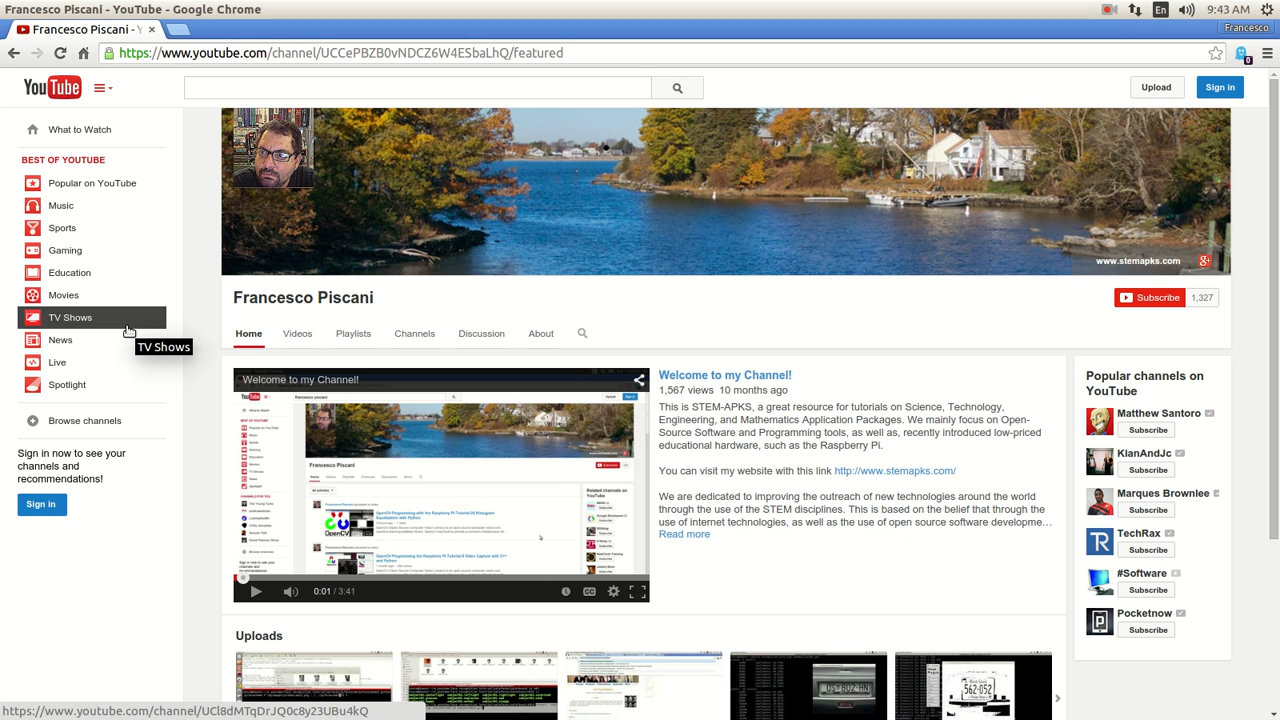 Francesco Piscani - YouTube - Google Chrome
En
9:43 AM
Francesco Piscani - Y
Francesco
https://www.youtube.com/channel/UCCePBZB0vNDCZ6W4ESbaLhQ/featured
0
YouTube
Upload
Sign in
What to Watch
BEST OF YOUTUBE
Popular on YouTube
Music
Sports
Gaming
Education
Movies
TV Shows
TV Shows
News
Live
Spotlight
Browse channels
Sign in now to see your
channels and
recommendations!
Sign in
www.stemapks.com
Francesco Piscani
Subscribe 1,327
Home Videos Playlists Channels Discussion About
Welcome to my Channel!
0:01 / 3:41
Welcome to my Channel!
1,567 views 10 months ago
This is STEM-APKS, a great resource for tutorials on Science, Technology,
Engineering, and Mathematics Application Packages. We mainly focus on Open-
Source Software and Programming tools, as well as, recently introduced low-priced
educational hardware, such as the Raspberry Pi.
You can visit my website with this link http://www.stemapks.com/
We are dedicated to improving the outreach of new technology around the world
through the use of the STEM disciplines. This is based on the belief that through the
use of internet technologies, as well as more of open source software developme...
Read more
Popular channels on
YouTube
Matthew Santoro
Subscribe
KianAndJc
Subscribe
Marques Brownlee
Subscribe
TechRax
Subscribe
#Software
Subscribe
Pocketnow
Subscribe
Uploads